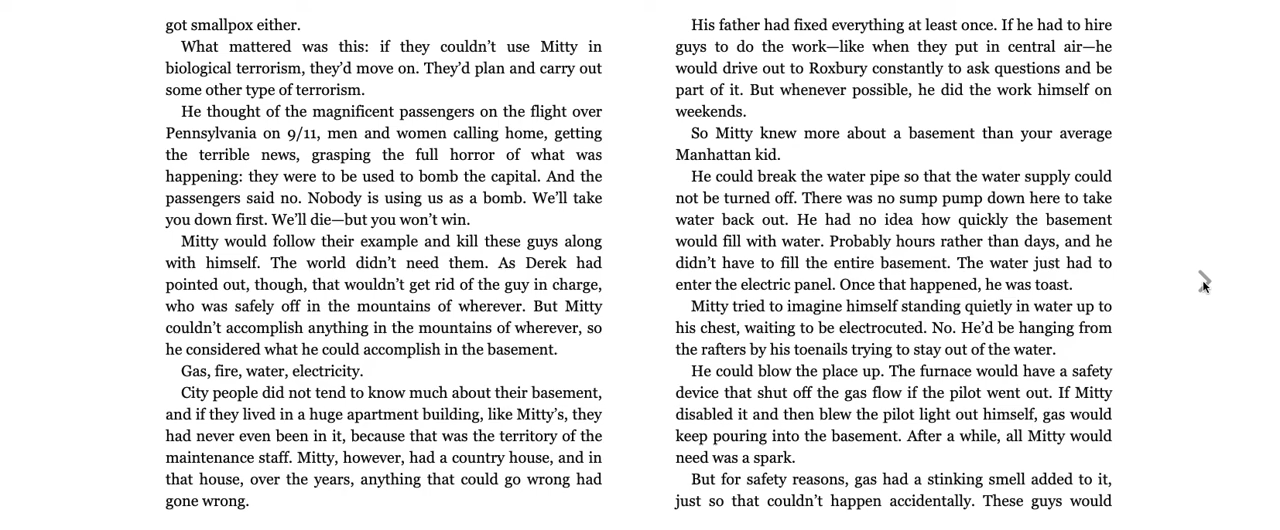 got smallpox either.
What mattered was this: if they couldn’t use Mitty in
biological terrorism, they’d move on. They’d plan and carry out
some other type of terrorism.
He thought of the magnificent passengers on the flight over
Pennsylvania on 9/11, men and women calling home, getting
the terrible news, grasping the full horror of what was
happening: they were to be used to bomb the capital. And the
passengers said no. Nobody is using us as a bomb. We’ll take
you down first. We’ll die—but you won’t win.
Mitty would follow their example and kill these guys along
with himself. The world didn’t need them. As Derek had
pointed out, though, that wouldn’t get rid of the guy in charge,
who was safely off in the mountains of wherever. But Mitty
couldn’t accomplish anything in the mountains of wherever, so
he considered what he could accomplish in the basement.
Gas, fire, water, electricity.
City people did not tend to know much about their basement,
and if they lived in a huge apartment building, like Mitty’s, they
had never even been in it, because that was the territory of the
maintenance staff. Mitty, however, had a country house, and in
that house, over the years, anything that could go wrong had
gone wrong.
His father had fixed everything at least once. If he had to hire
guys to do the work—like when they put in central air—he
would drive out to Roxbury constantly to ask questions and be
part of it. But whenever possible, he did the work himself on
weekends.
So Mitty knew more about a basement than your average
Manhattan kid.
He could break the water pipe so that the water supply could
not be turned off. There was no sump pump down here to take
water back out. He had no idea how quickly the basement
would fill with water. Probably hours rather than days, and he
didn’t have to fill the entire basement. The water just had to
enter the electric panel. Once that happened, he was toast.
Mitty tried to imagine himself standing quietly in water up to
his chest, waiting to be electrocuted. No. He’d be hanging from
the rafters by his toenails trying to stay out of the water.
He could blow the place up. The furnace would have a safety
device that shut off the gas flow if the pilot went out. If Mitty
disabled it and then blew the pilot light out himself, gas would
keep pouring into the basement. After a while, all Mitty would
need was a spark.
But for safety reasons, gas had a stinking smell added to it,
just so that couldn’t happen accidentally. These guys would